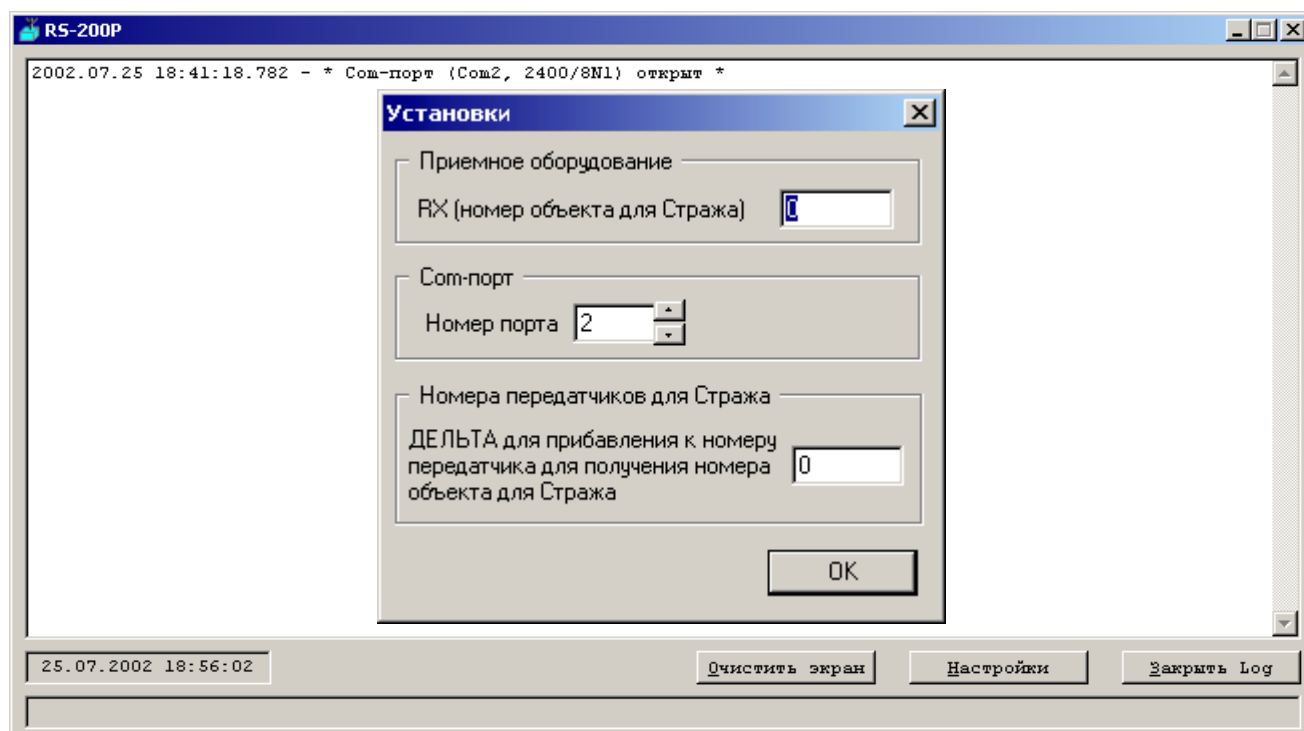 RS-200P
2002.07.25 18:41:18.782 - * Com-порт (Com2, 2400/8N1) открыт *
Установки
Приемное оборудование
RX (номер объекта для Стража)
0
Com-порт
Номер порта
2
Номера передатчиков для Стража
ДЕЛЬТА для прибавления к номеру
передатчика для получения номера
объекта для Стража
0
OK
25.07.2002 18:56:02
Очистить экран
Настройки
Закрыть Log